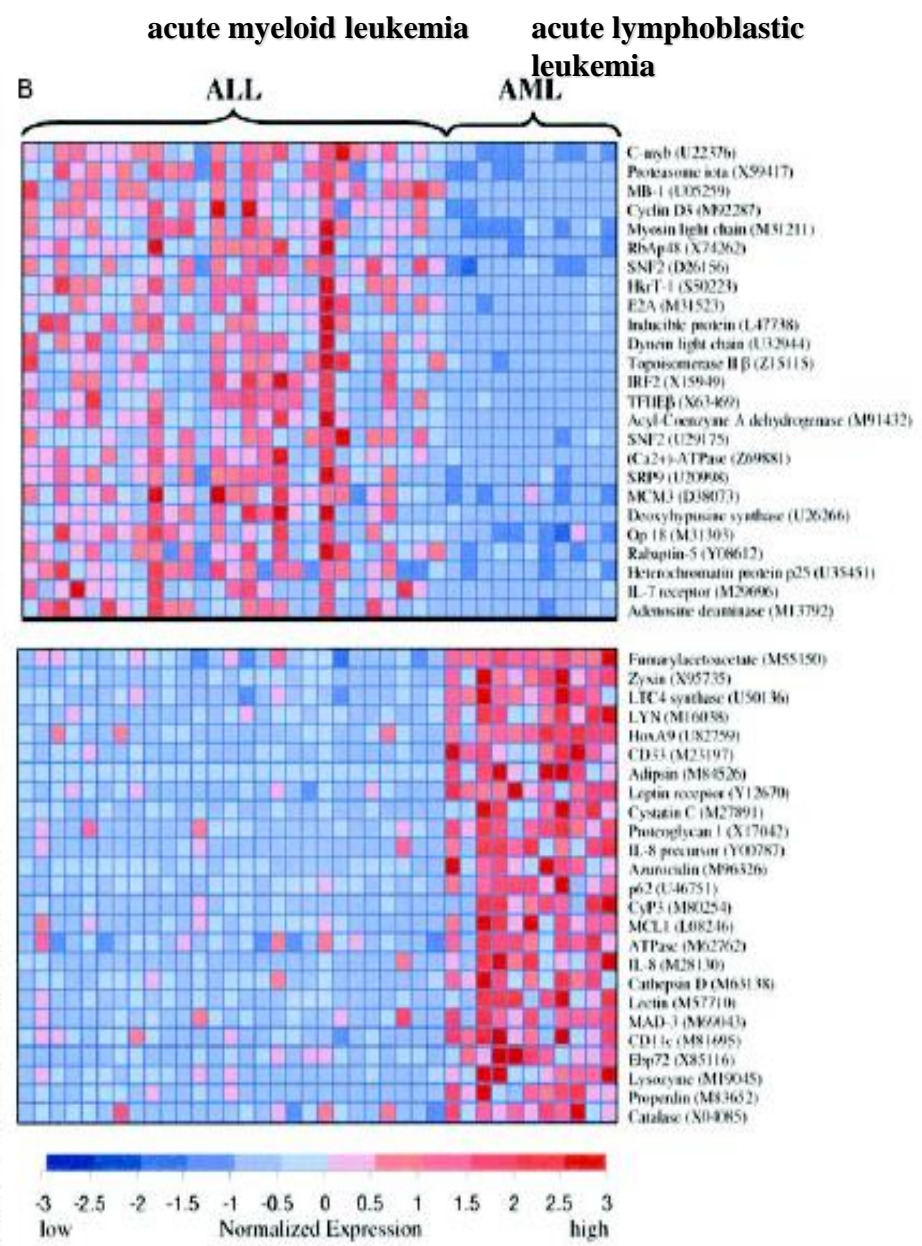 acute myeloid leukemia
acute lymphoblastic
leukemia
B
ALL
AML
C-myb (U22376)
Proteasome iota (X59417)
MB-1 (U05259)
Cyclin D3 (M92287)
Myosin light chain (M31211)
RbAp48 (X74262)
SNF2 (D26156)
HkrT-1 (S50223)
E2A (M31523)
Inducible protein (L47738)
Dynein light chain (U32944)
Topoisomerase II β (Z15115)
IRF2 (X15949)
TFIIEβ (X63469)
Acyl-Coenzyme A dehydrogenase (M91432)
SNF2 (U29175)
(Ca2+)-ATPase (Z69881)
SRP9 (U20998)
MCM3 (D38073)
Deoxyhypusine synthase (U26266)
Op 18 (M31303)
Rabaptin-5 (Y08612)
Heterochromatin protein p25 (U35451)
IL-7 receptor (M29696)
Adenosine deaminase (M13792)
Fumarylacetoacetate (M55150)
Zyxin (X95735)
LTC4 synthase (U50136)
LYN (M16038)
HoxA9 (U82759)
CD33 (M23197)
Adipsin (M84526)
Leptin receptor (Y12670)
Cystatin C (M27891)
Proteoglycan 1 (X17042)
IL-8 precursor (Y00787)
Azurocidin (M96326)
p62 (U46751)
CyP3 (M80254)
MCL1 (L08246)
ATPase (M62762)
IL-8 (M28130)
Cathepsin D (M63138)
Lectin (M57710)
MAD-3 (M69043)
CD11c (M81695)
Ebp72 (X85116)
Lysozyme (M19045)
Properdin (M83652)
Catalase (X04085)
-3 -2.5 -2 -1.5 -1 -0.5 0 0.5 1 1.5 2 2.5 3
low Normalized Expression high